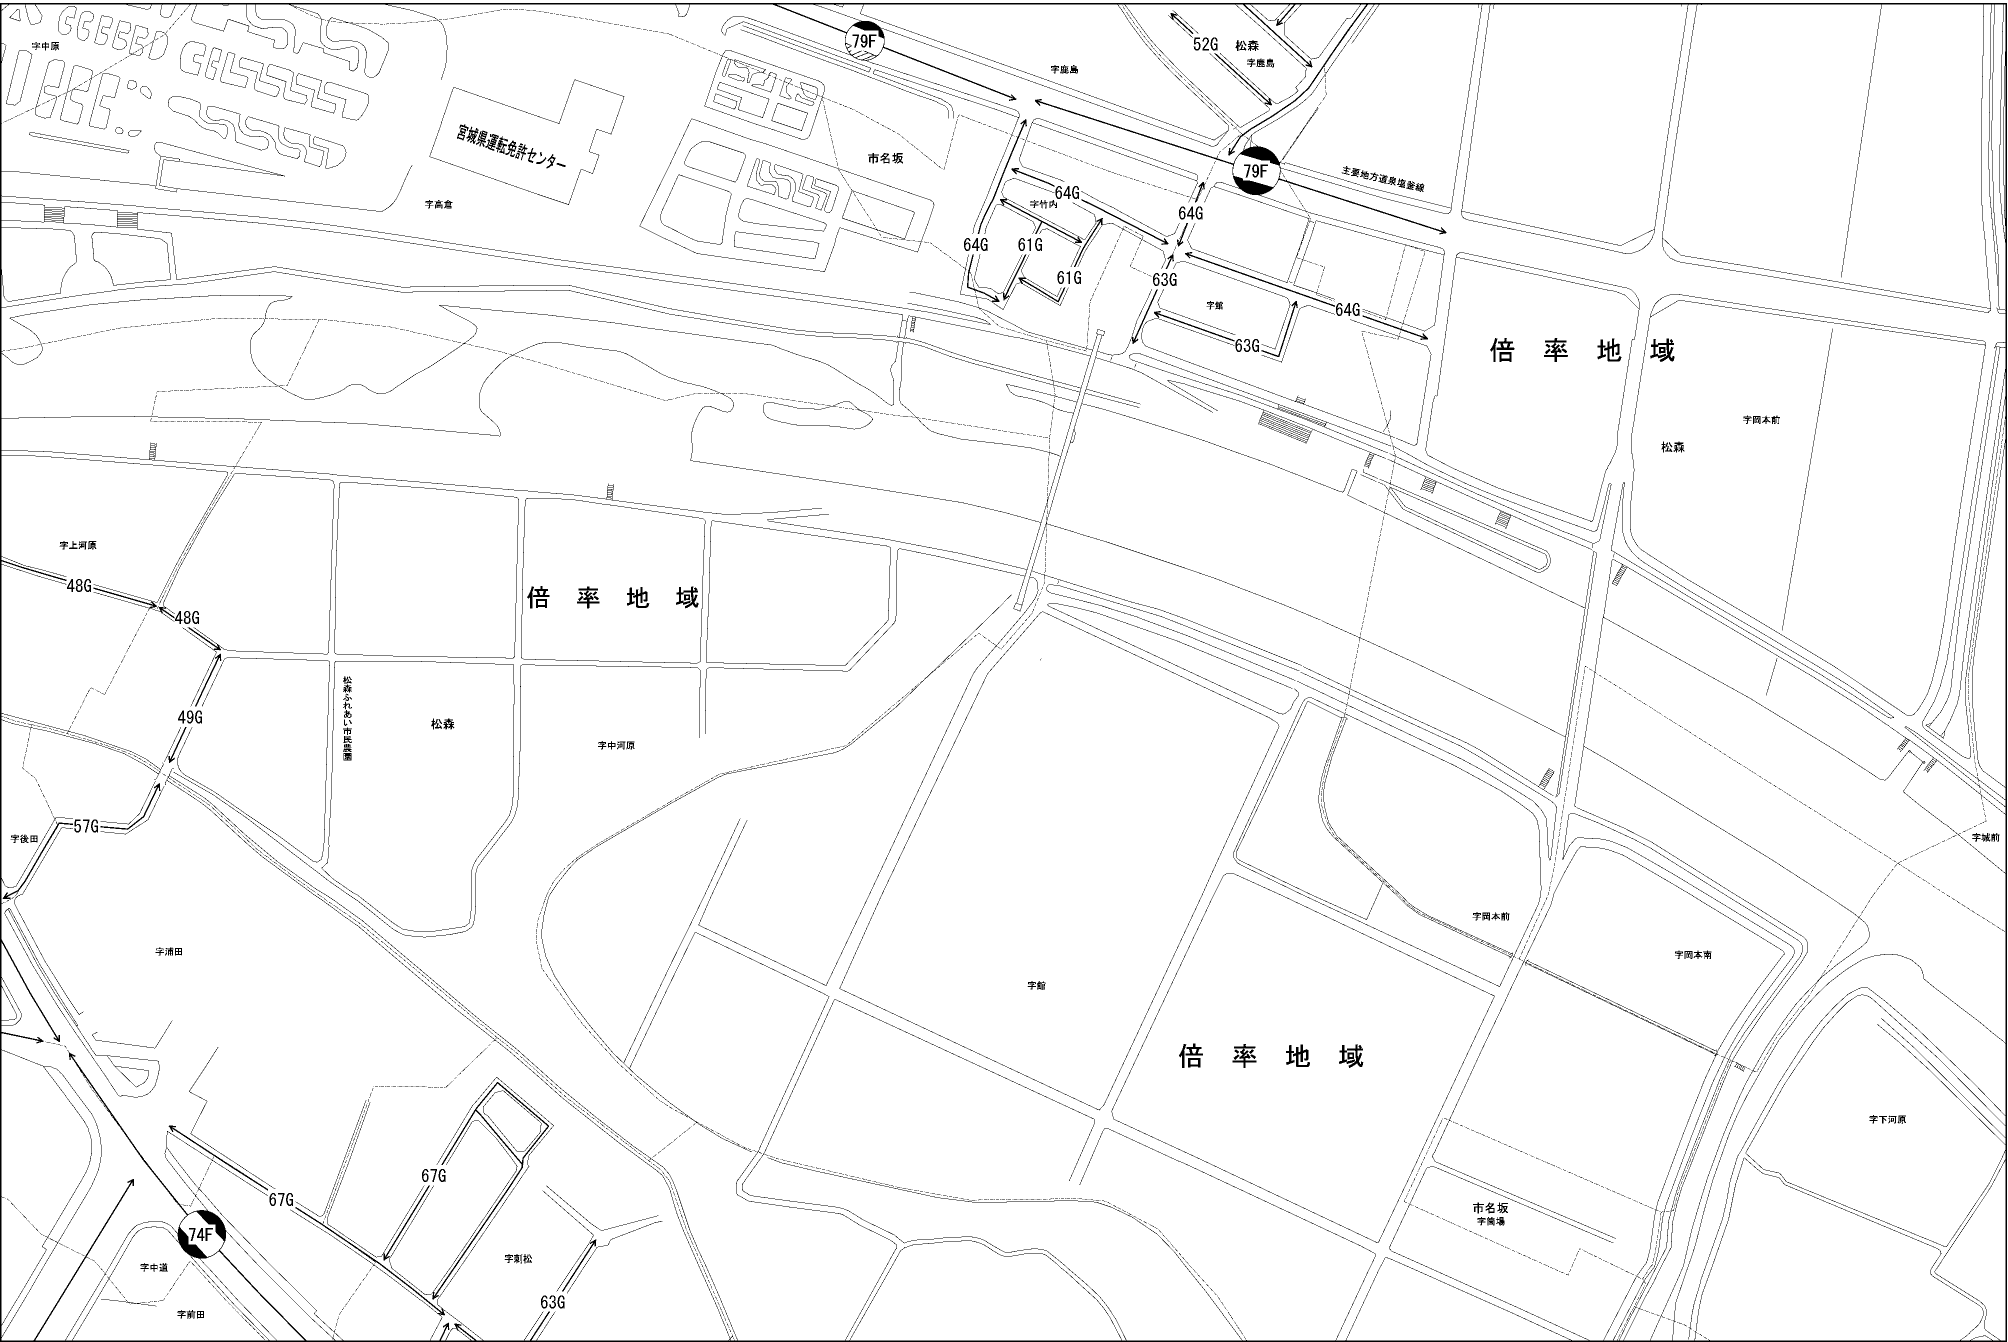 字中原
79F
字鹿島
52G
松森
字鹿島
宮城県運転免許センター
市名坂
79F
主要地方道泉塩釜線
字高倉
64G
字竹内
64G
64G
61G
61G
63G
字館
64G
63G
倍率地域
字岡本前
松森
字上河原
48G
48G
倍率地域
49G
松森ふれあい市民農園
松森
字中河原
57G
字後田
字城前
字浦田
字岡本前
字岡本南
字館
倍率地域
字下河原
67G
67G
74F
市名坂
字筒場
字中道
字刺松
63G
字前田